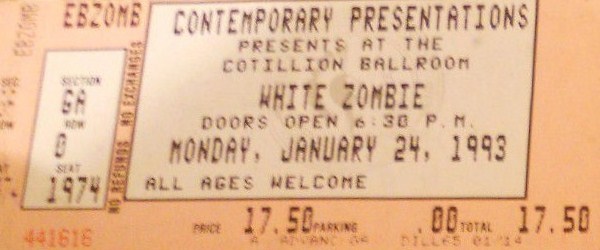 EBZOMB
EBZOMB
CONTEMPORARY PRESENTATIONS
PRESENTS AT THE
COTILLION BALLROOM
WHITE ZOMBIE
DOORS OPEN 6:30 P.M.
MONDAY, JANUARY 24, 1993
ALL AGES WELCOME
SECTION
GA
ROW
0
SEAT
1974
NO REFUNDS NO EXCHANGES
441616
PRICE 17.50 PARKING .00 TOTAL 17.50